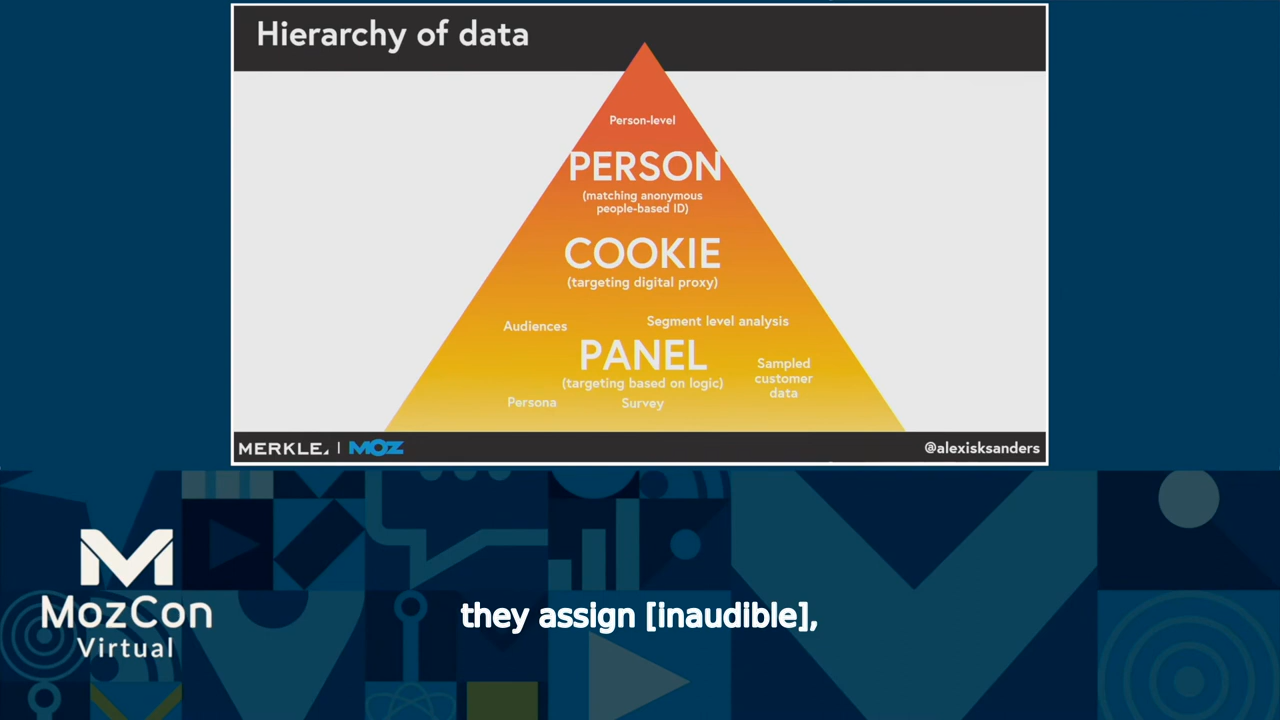 Hierarchy of data
Person-level
PERSON
(matching anonymous
people-based ID)
COOKIE
(targeting digital proxy)
Audiences
Segment level analysis
PANEL
(targeting based on logic)
Sampled
customer
data
Persona
Survey
MERKLE | MOZ
@alexisksanders
MozCon
Virtual
they assign [inaudible],